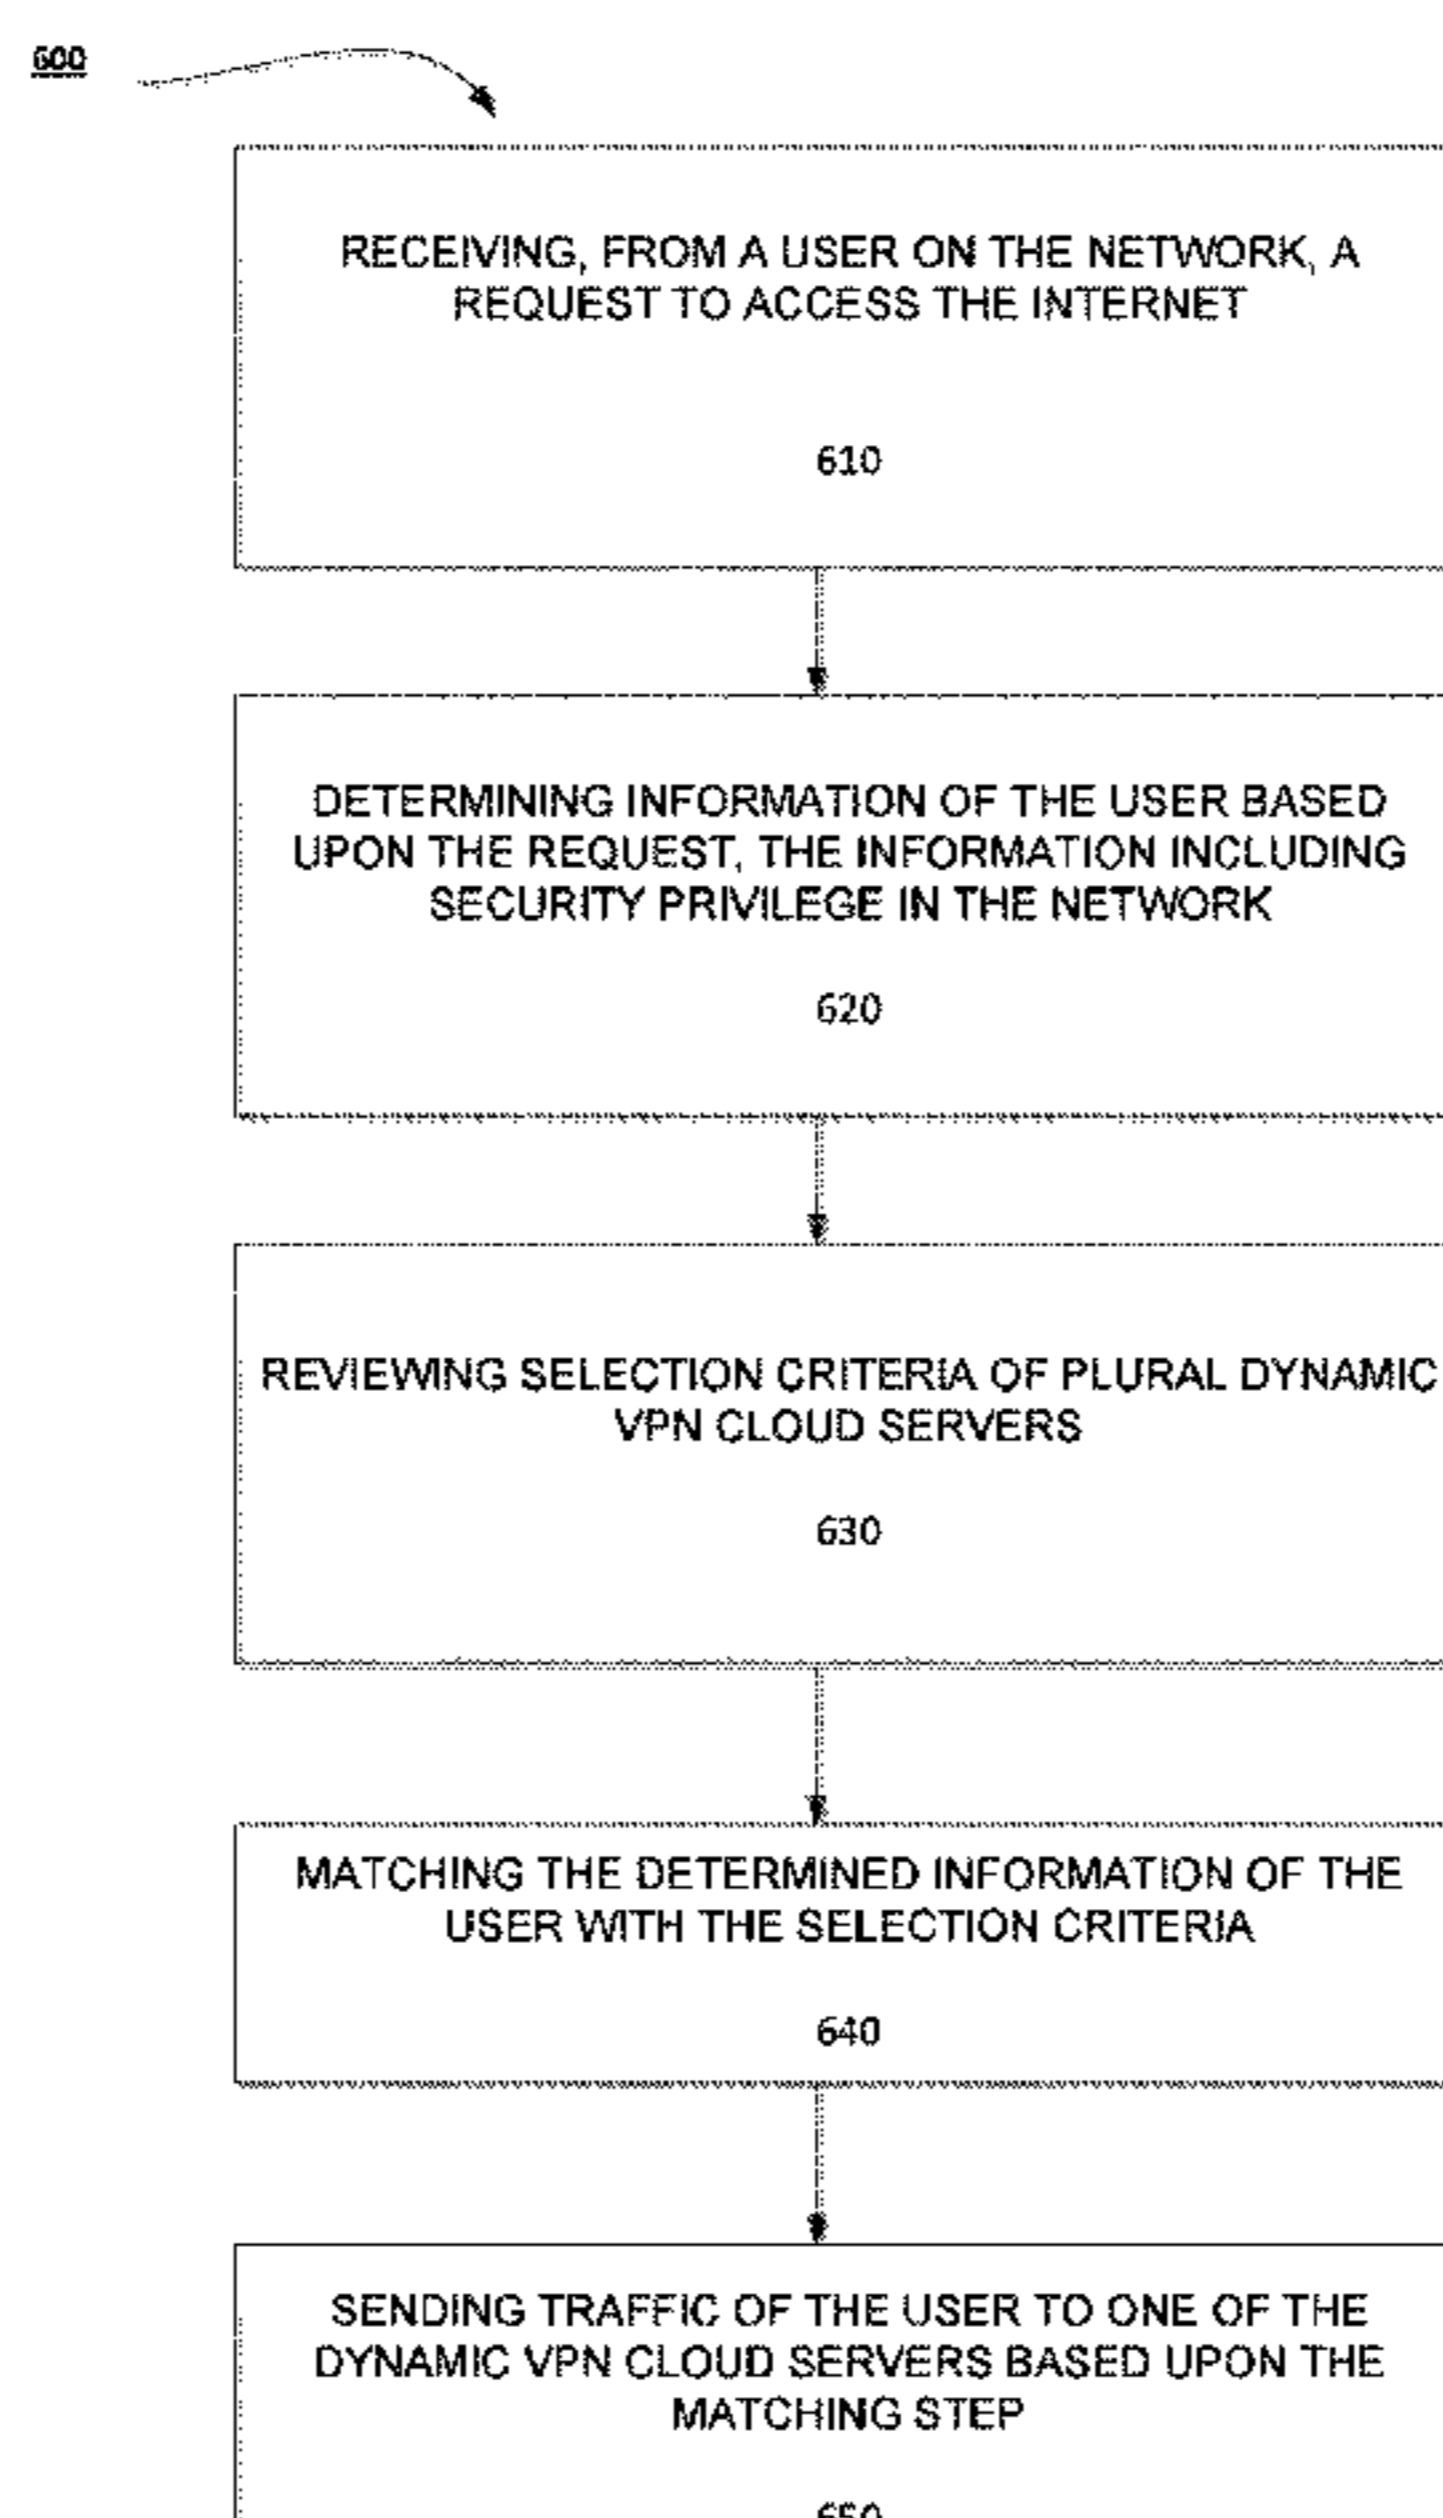 600
RECEIVING, FROM A USER ON THE NETWORK, A
REQUEST TO ACCESS THE INTERNET
610
DETERMINING INFORMATION OF THE USER BASED
UPON THE REQUEST, THE INFORMATION INCLUDING
SECURITY PRIVILEGE IN THE NETWORK
620
REVIEWING SELECTION CRITERIA OF PLURAL DYNAMIC
VPN CLOUD SERVERS
630
MATCHING THE DETERMINED INFORMATION OF THE
USER WITH THE SELECTION CRITERIA
640
SENDING TRAFFIC OF THE USER TO ONE OF THE
DYNAMIC VPN CLOUD SERVERS BASED UPON THE
MATCHING STEP
650